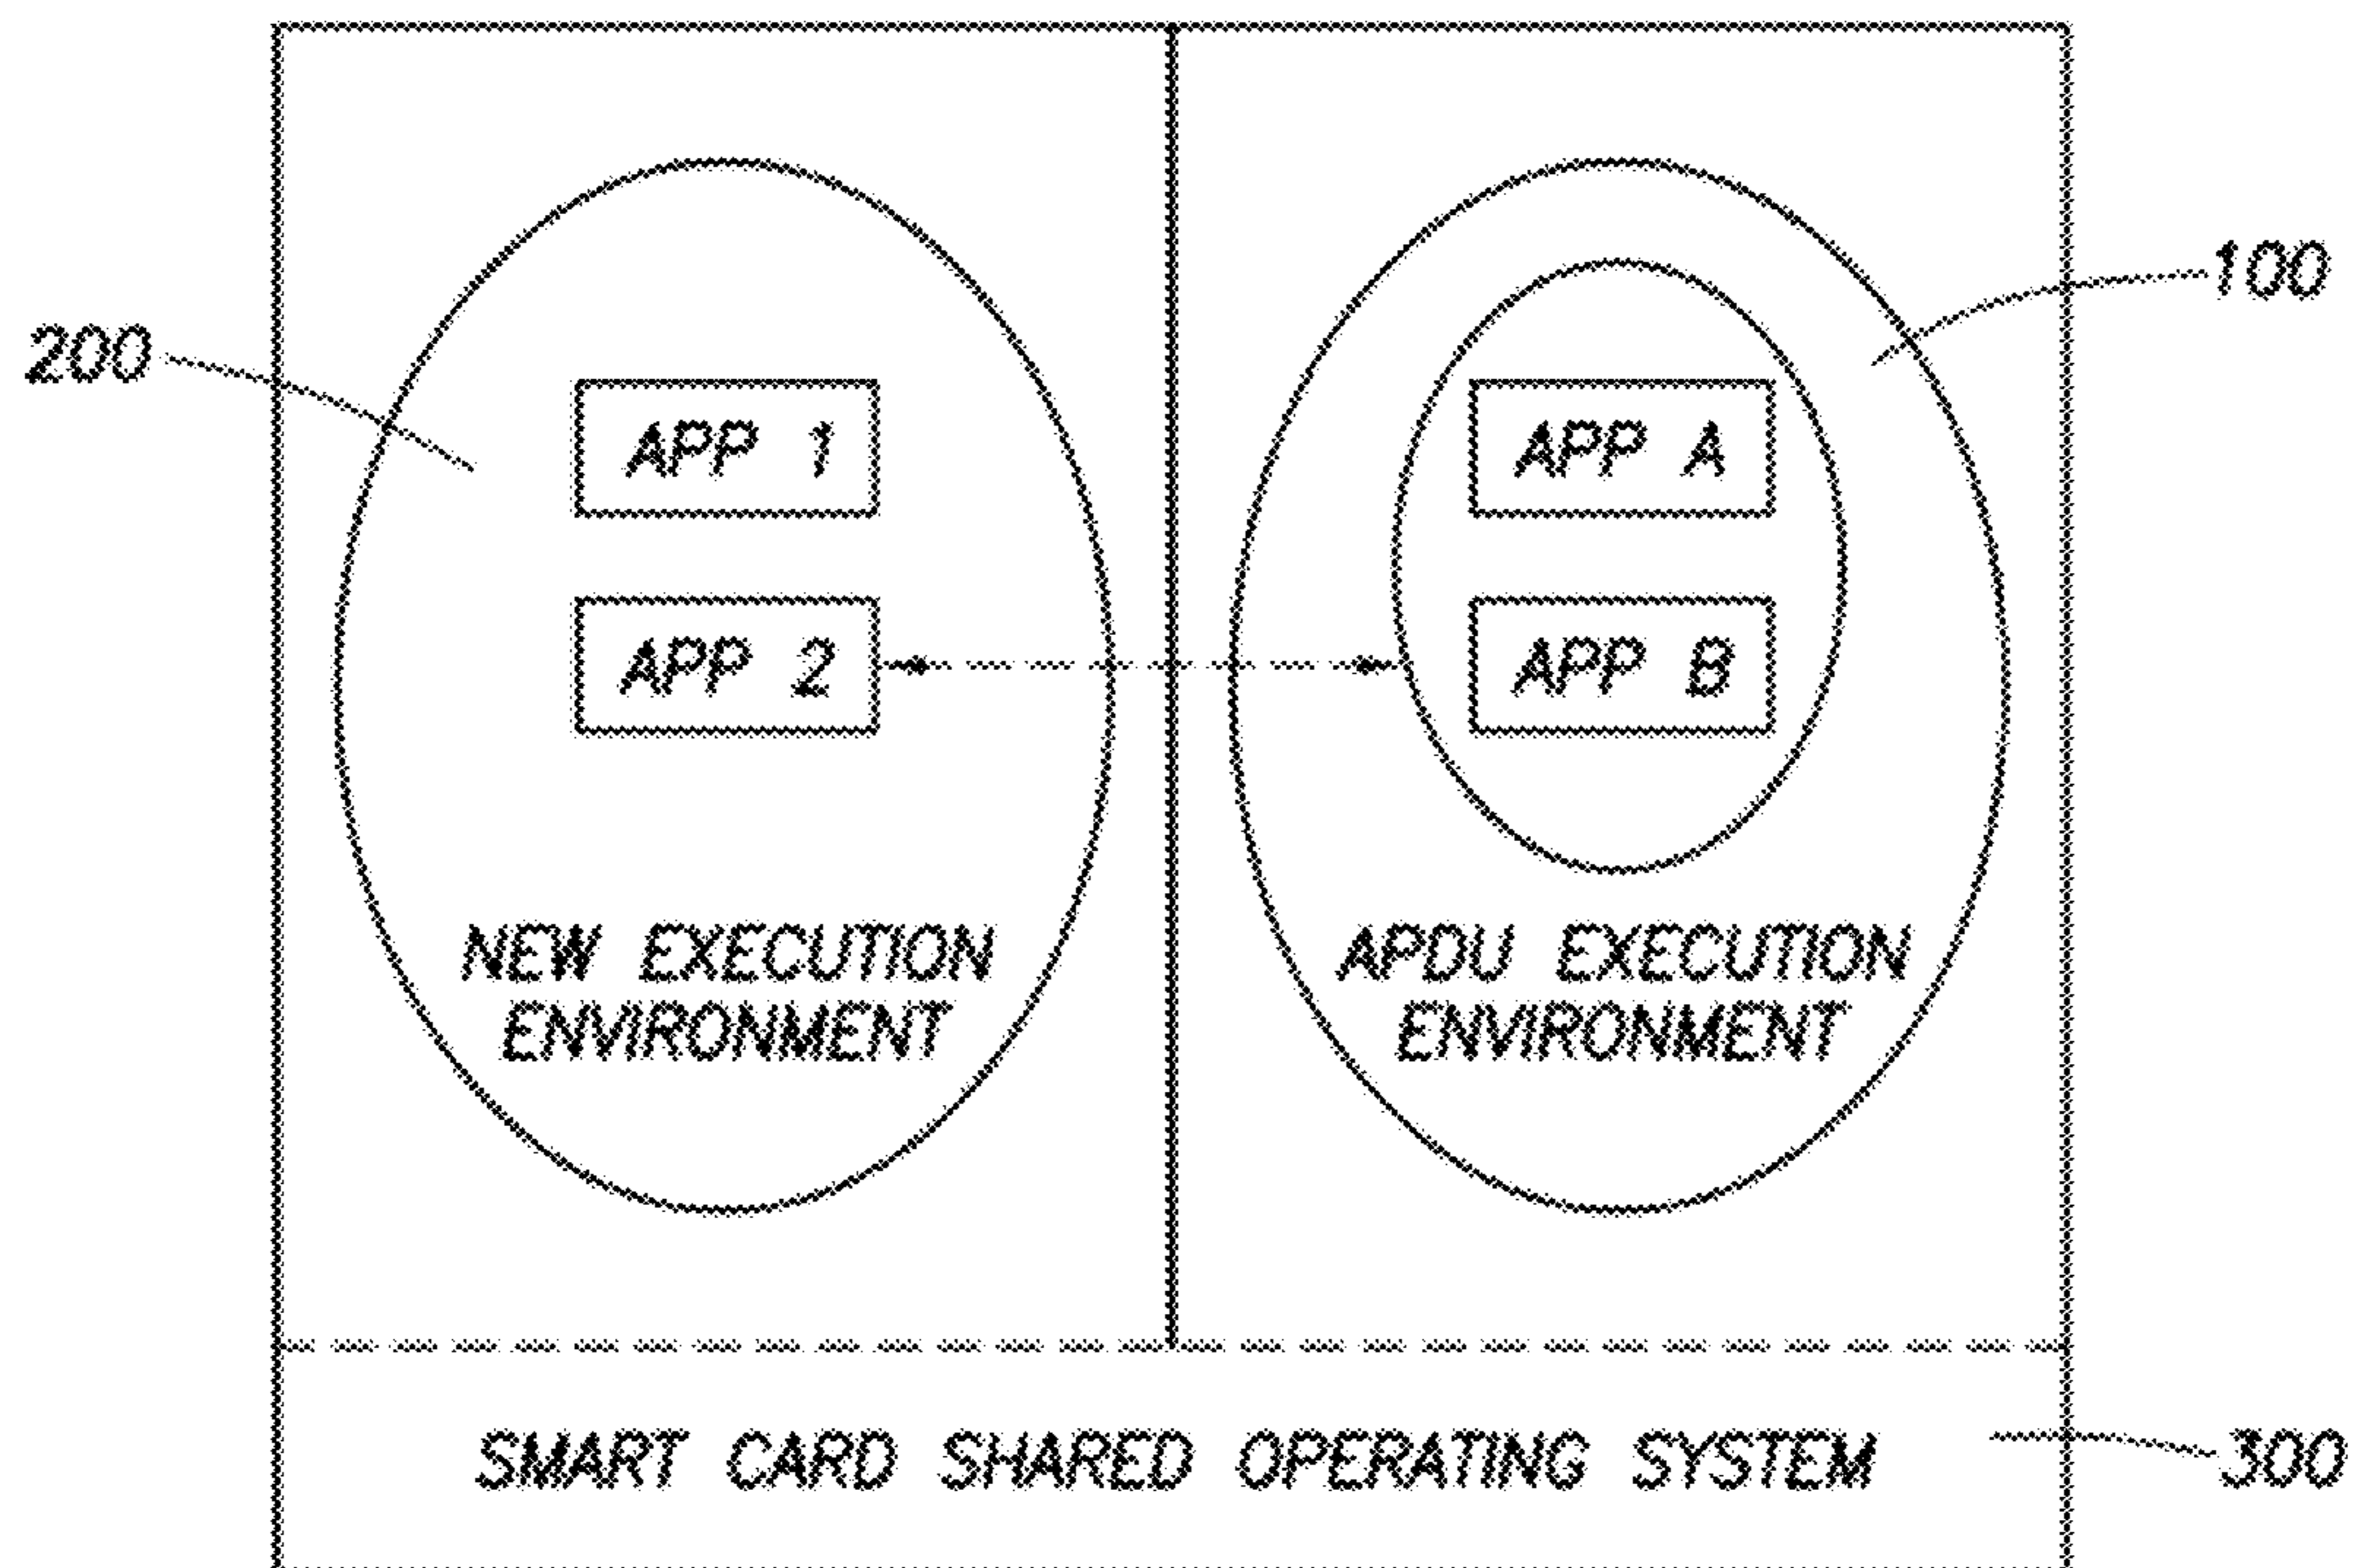 100
200
APP 1
APP A
APP 2
APP B
NEW EXECUTION
ENVIRONMENT
APDU EXECUTION
ENVIRONMENT
SMART CARD SHARED OPERATING SYSTEM
300